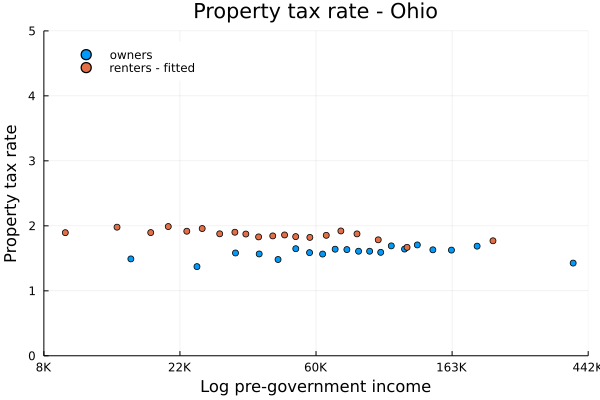 Property tax rate - Ohio
owners
renters - fitted
Property tax rate
5
4
3
2
1
0
8K 22K 60K 163K 442K
Log pre-government income